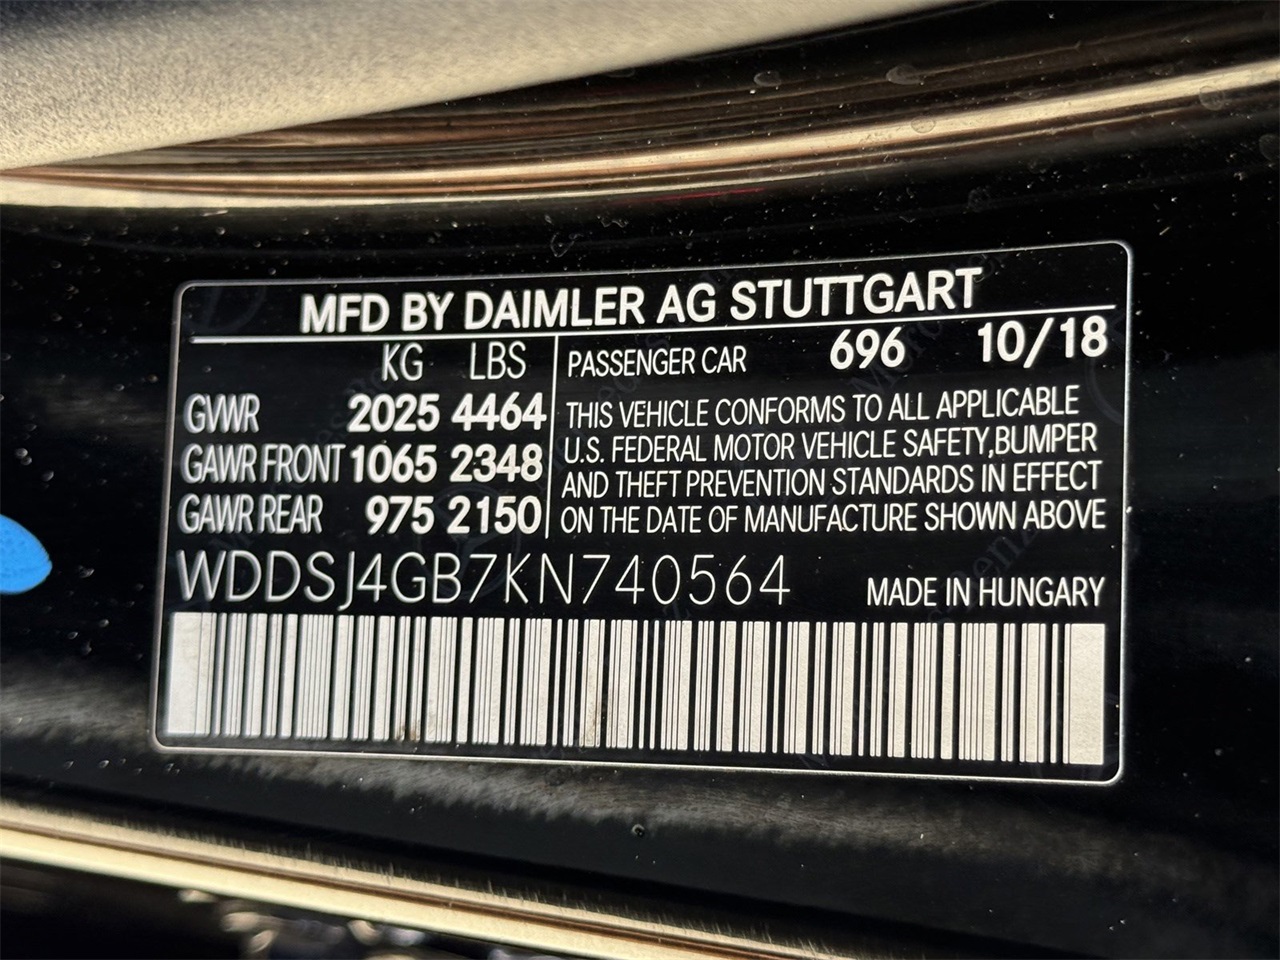 MFD BY DAIMLER AG STUTTGART
KG LBS
GVWR 2025 4464
GAWR FRONT 1065 2348
GAWR REAR 975 2150
PASSENGER CAR 696 10/18
THIS VEHICLE CONFORMS TO ALL APPLICABLE
U.S. FEDERAL MOTOR VEHICLE SAFETY,BUMPER
AND THEFT PREVENTION STANDARDS IN EFFECT
ON THE DATE OF MANUFACTURE SHOWN ABOVE
WDDSJ4GB7KN740564
MADE IN HUNGARY